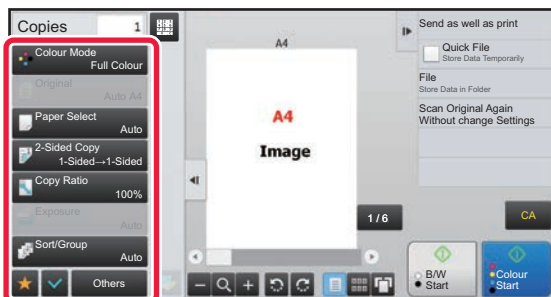 Copies 1
Colour Mode
Full Colour
Original
Auto A4
Paper Select
Auto
2-Sided Copy
1-Sided→1-Sided
Copy Ratio
100%
Exposure
Auto
Sort/Group
Auto
Others
A4
A4
Image
1 / 6
Send as well as print
Quick File
Store Data Temporarily
File
Store Data in Folder
Scan Original Again
Without change Settings
CA
B/W
Start
Colour
Start